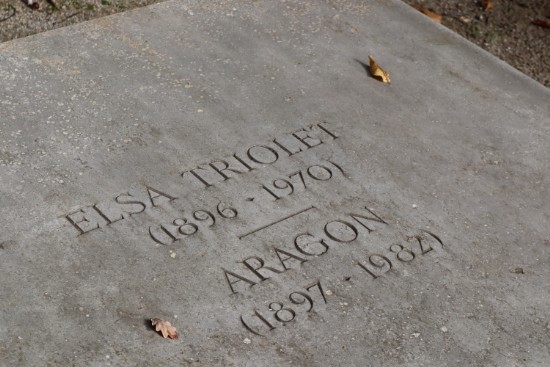 ELSA TRIOLET
(1896 - 1970)
ARAGON
(1897 - 1982)